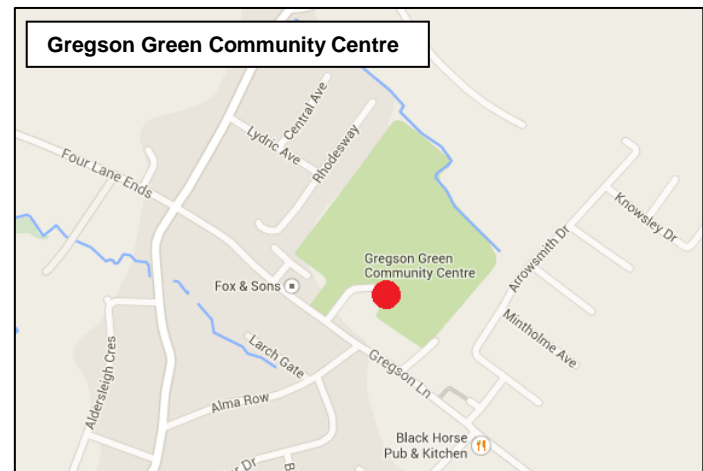 Gregson Green Community Centre
Central Ave
Lydric Ave
Rhodesway
Four Lane Ends
Knowsley Dr
Arrowsmith Dr
Gregson Green
Community Centre
Fox & Sons
Mintholme Ave
Larch Gate
Gregson Ln
Aldersleigh Cres
Alma Row
Black Horse
Pub & Kitchen
Dr